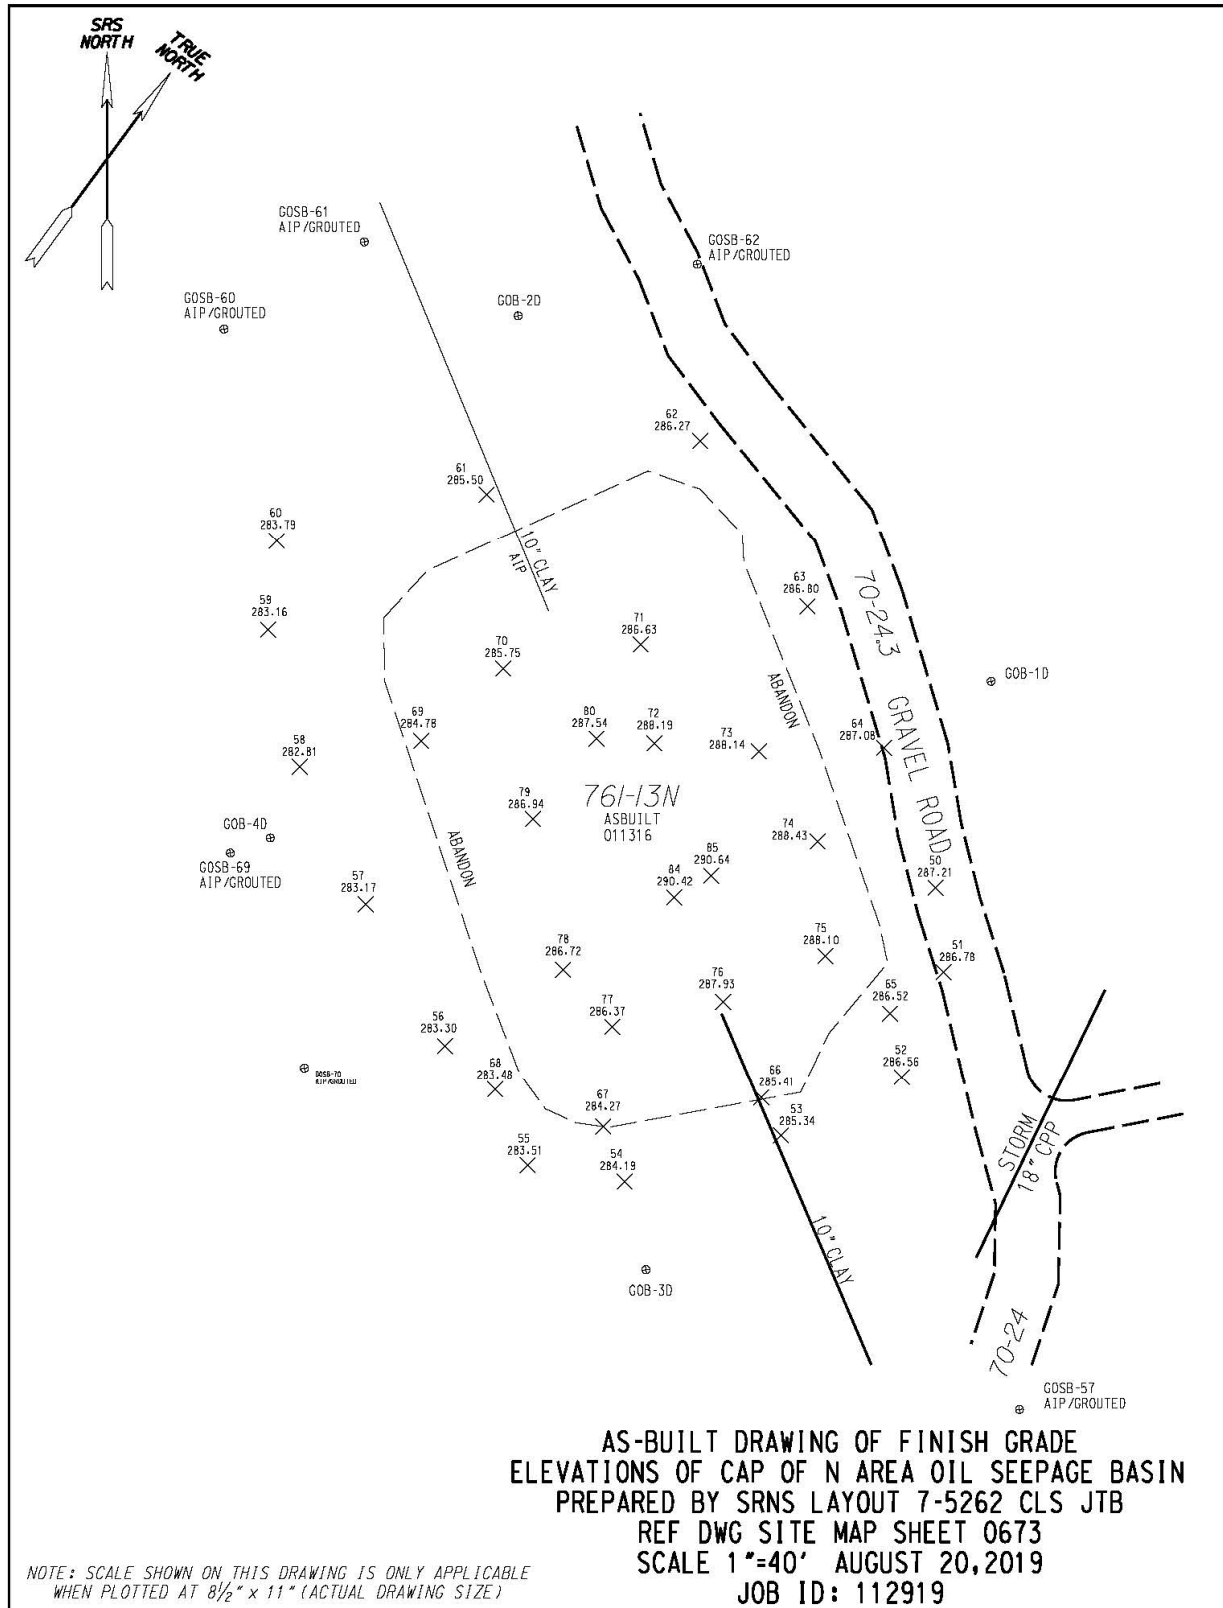 SRS
NORTH
TRUE
NORTH
GOSB-61
AIP/GROUTED
GOSB-62
AIP/GROUTED
GOSB-60
AIP/GROUTED
GOB-2D
62
286.27
61
285.50
60
283.79
10" CLAY
AIP
63
286.80
59
283.16
70-24.3 GRAVEL ROAD
71
286.63
70
285.75
GOB-1D
ABANDON
69
284.78
80
287.54
72
288.19
73
288.14
64
287.08
58
282.81
761-13N
ASBUILT
011316
79
286.94
GOB-4D
ABANDON
74
288.43
GOSB-69
AIP/GROUTED
85
290.64
84
290.42
50
287.21
57
283.17
75
288.10
78
286.72
51
286.78
76
287.93
65
286.52
77
286.37
56
283.30
52
286.56
GOSB-70
AIP/GROUTED
68
283.48
66
285.41
67
284.27
53
285.34
STORM
18" CPP
55
283.51
54
284.19
10" CLAY
GOB-3D
70-24
GOSB-57
AIP/GROUTED
AS-BUILT DRAWING OF FINISH GRADE
ELEVATIONS OF CAP OF N AREA OIL SEEPAGE BASIN
PREPARED BY SRNS LAYOUT 7-5262 CLS JTB
REF DWG SITE MAP SHEET 0673
SCALE 1"=40' AUGUST 20,2019
JOB ID: 112919
NOTE: SCALE SHOWN ON THIS DRAWING IS ONLY APPLICABLE
WHEN PLOTTED AT 8½" x 11" (ACTUAL DRAWING SIZE)